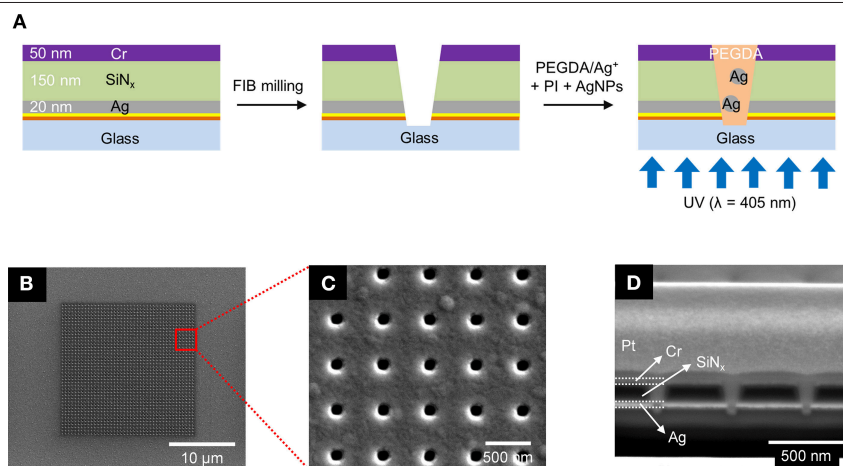 A
50 nm Cr
150 nm SiNₓ
20 nm Ag
Glass
FIB milling
Glass
PEGDA/Ag⁺
+ PI + AgNPs
PEGDA
Ag
Ag
Glass
UV (λ = 405 nm)
B
10 µm
C
500 nm
D
Pt
Cr
SiNₓ
Ag
500 nm